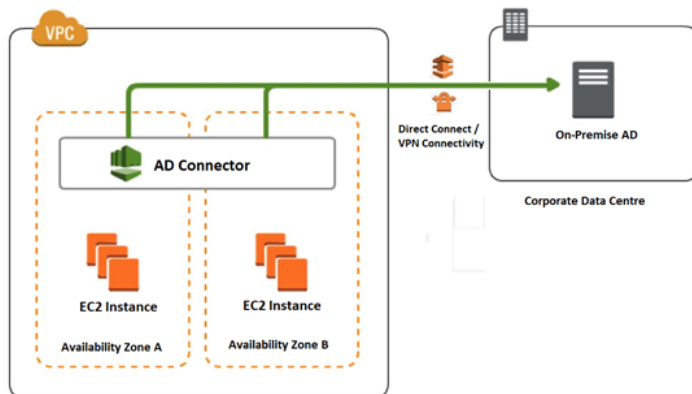 VPC
AD Connector
EC2 Instance
EC2 Instance
Availability Zone A
Availability Zone B
Direct Connect /
VPN Connectivity
On-Premise AD
Corporate Data Centre